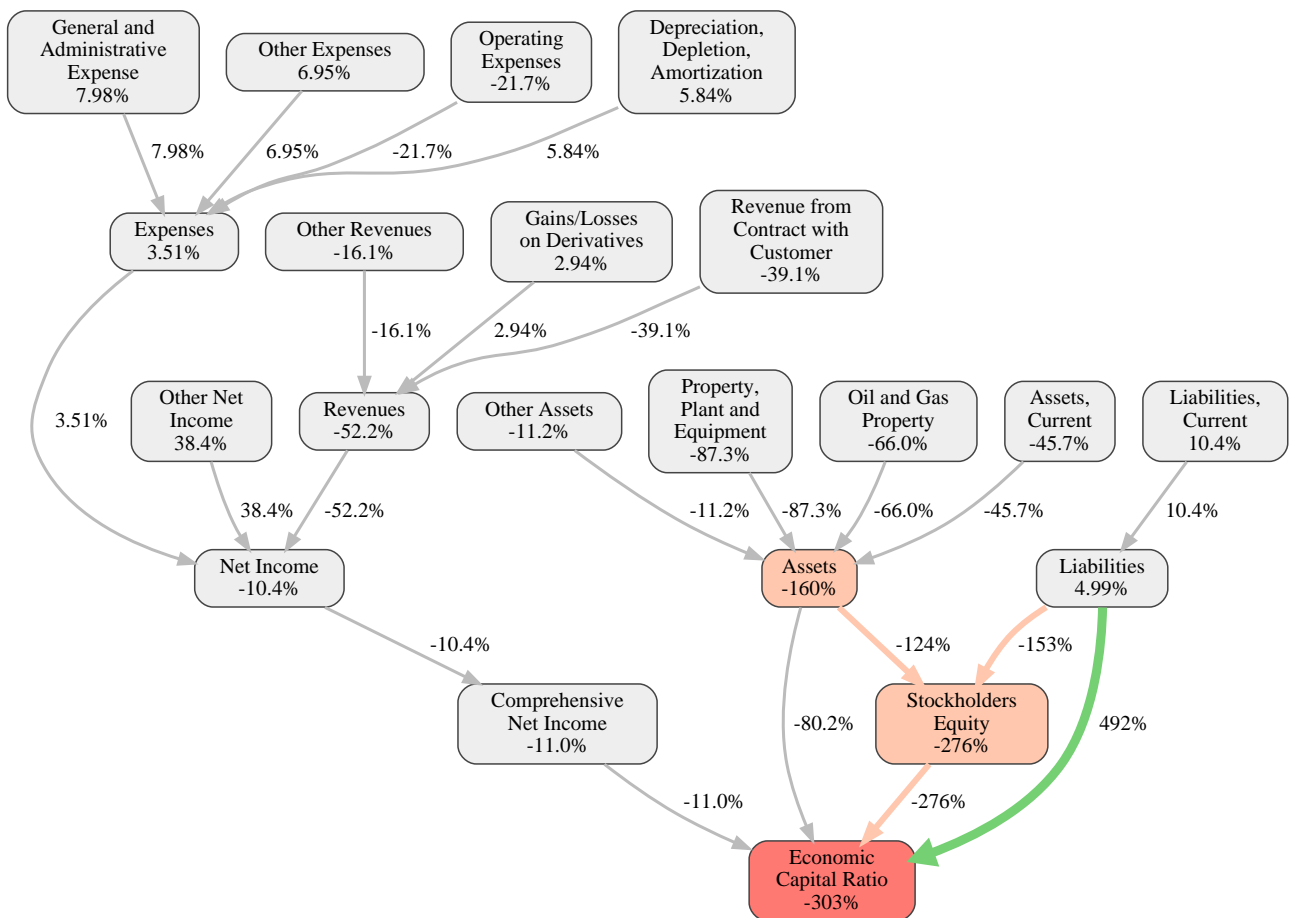 General and
Administrative
Expense
7.98%
Other Expenses
6.95%
Operating
Expenses
-21.7%
Depreciation,
Depletion,
Amortization
5.84%
7.98%
6.95%
-21.7%
5.84%
Expenses
3.51%
Other Revenues
-16.1%
Gains/Losses
on Derivatives
2.94%
Revenue from
Contract with
Customer
-39.1%
-16.1%
2.94%
-39.1%
3.51%
Other Net
Income
38.4%
Revenues
-52.2%
Other Assets
-11.2%
Property,
Plant and
Equipment
-87.3%
Oil and Gas
Property
-66.0%
Assets,
Current
-45.7%
Liabilities,
Current
10.4%
38.4%
-52.2%
-11.2%
-87.3%
-66.0%
-45.7%
10.4%
Net Income
-10.4%
Assets
-160%
Liabilities
4.99%
-10.4%
-124%
-153%
Comprehensive
Net Income
-11.0%
-80.2%
Stockholders
Equity
-276%
492%
-11.0%
-276%
Economic
Capital Ratio
-303%